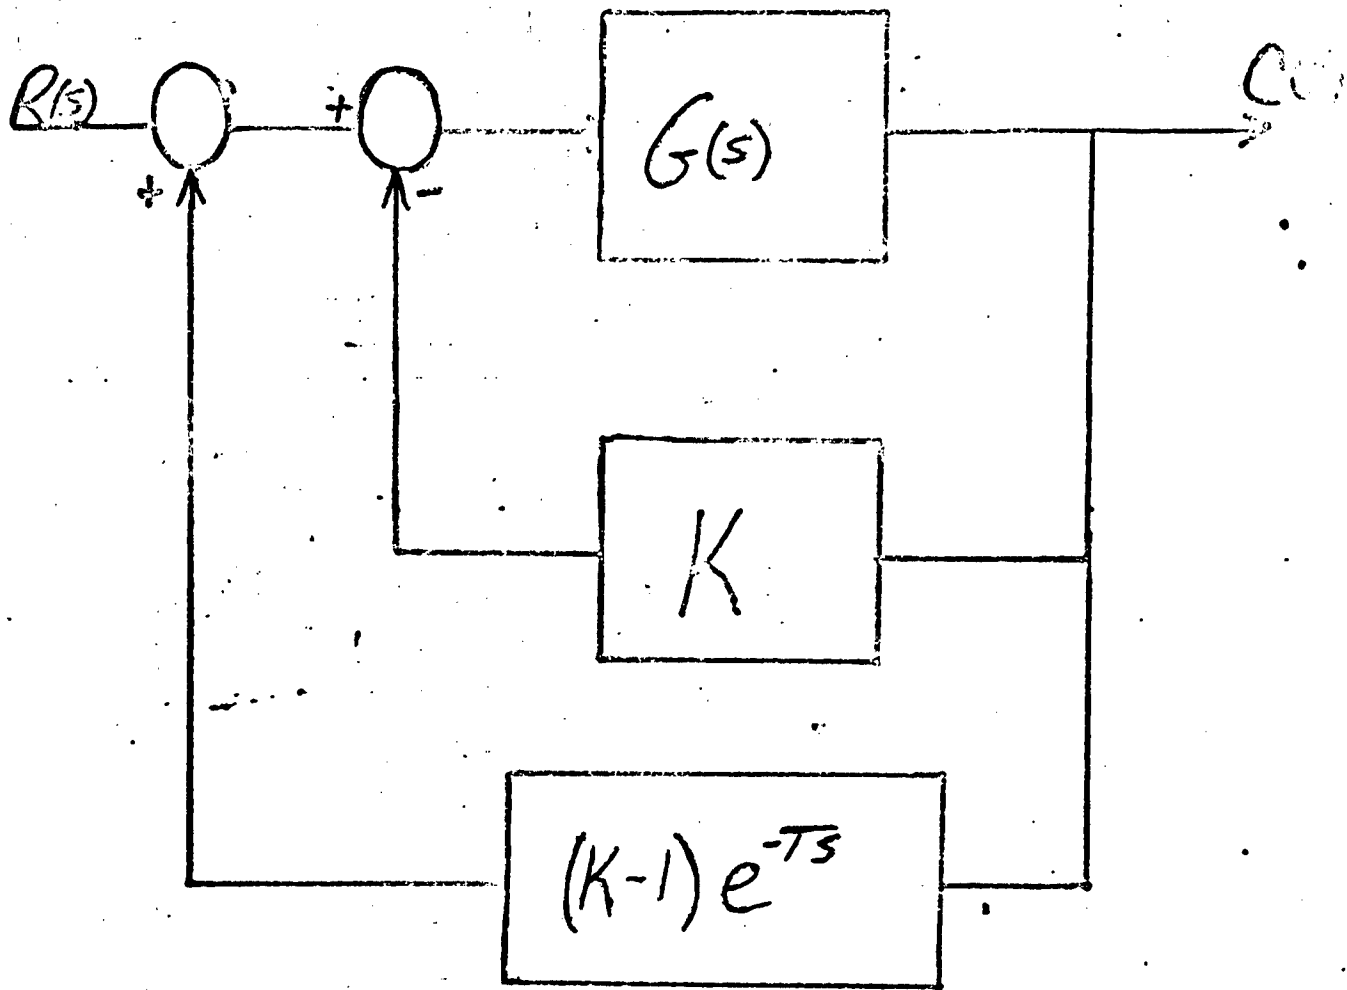 R(s)
+
+
-
G(s)
K
(K-1) e^{-Ts}